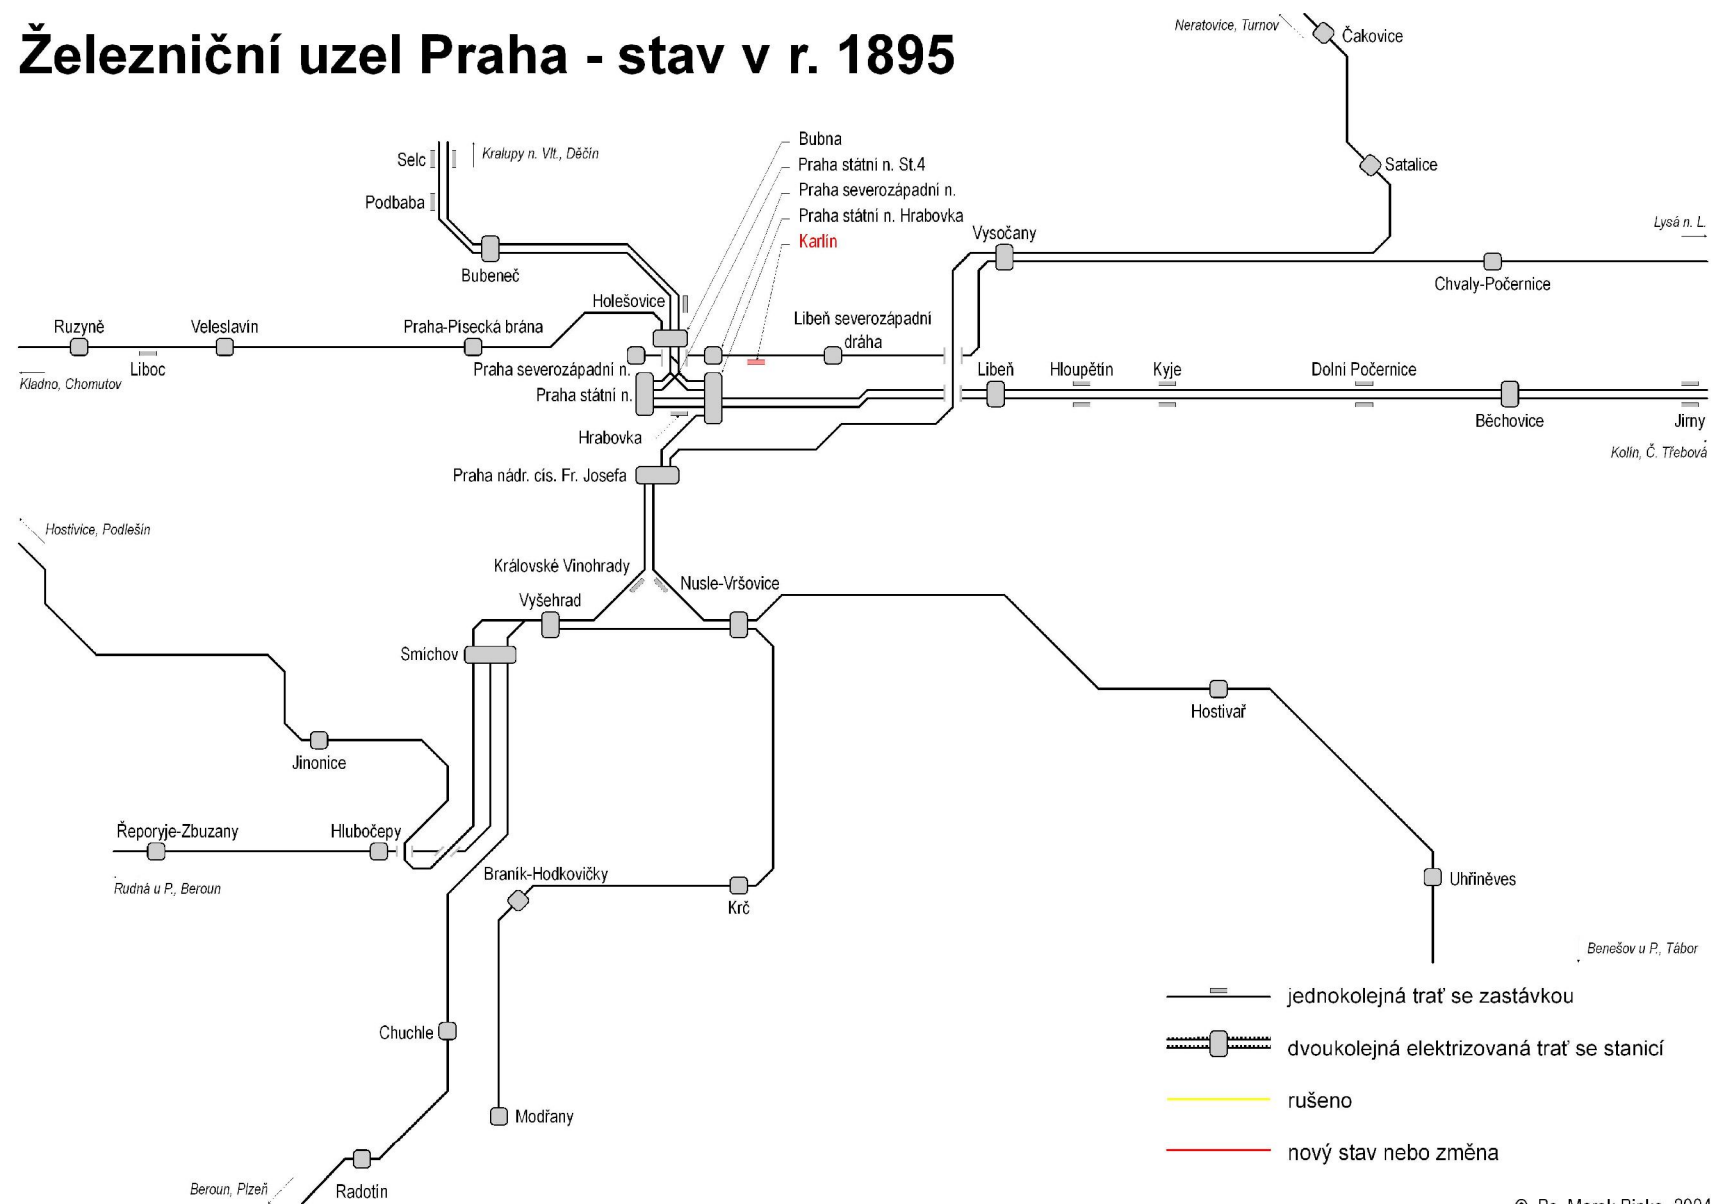 Železniční uzel Praha - stav v r. 1895
Neratovice, Turnov
Čakovice
Bubna
Selc
Kralupy n. Vlt., Děčín
Praha státní n. St.4
Satalice
Praha severozápadní n.
Podbaba
Praha státní n. Hrabovka
Lysá n. L.
Karlín
Vysočany
Bubeneč
Chvaly-Počernice
Holešovice
Libeň severozápadní
dráha
Ruzyně
Veleslavín
Praha-Písecká brána
Liboc
Praha severozápadní n.
Libeň
Hloupětín
Kyje
Dolní Počernice
Kladno, Chomutov
Praha státní n.
Běchovice
Jirny
Hrabovka
Kolín, Č. Třebová
Praha nádr. cís. Fr. Josefa
Hostivice, Podlešín
Královské Vinohrady
Nusle-Vršovice
Vyšehrad
Smíchov
Hostivař
Jinonice
Řeporyje-Zbuzany
Hlubočepy
Rudná u P., Beroun
Braník-Hodkovičky
Uhřiněves
Krč
Benešov u P., Tábor
jednokolejná trať se zastávkou
Chuchle
dvoukolejná elektrizovaná trať se stanicí
rušeno
Modřany
nový stav nebo změna
Beroun, Plzeň
Radotín